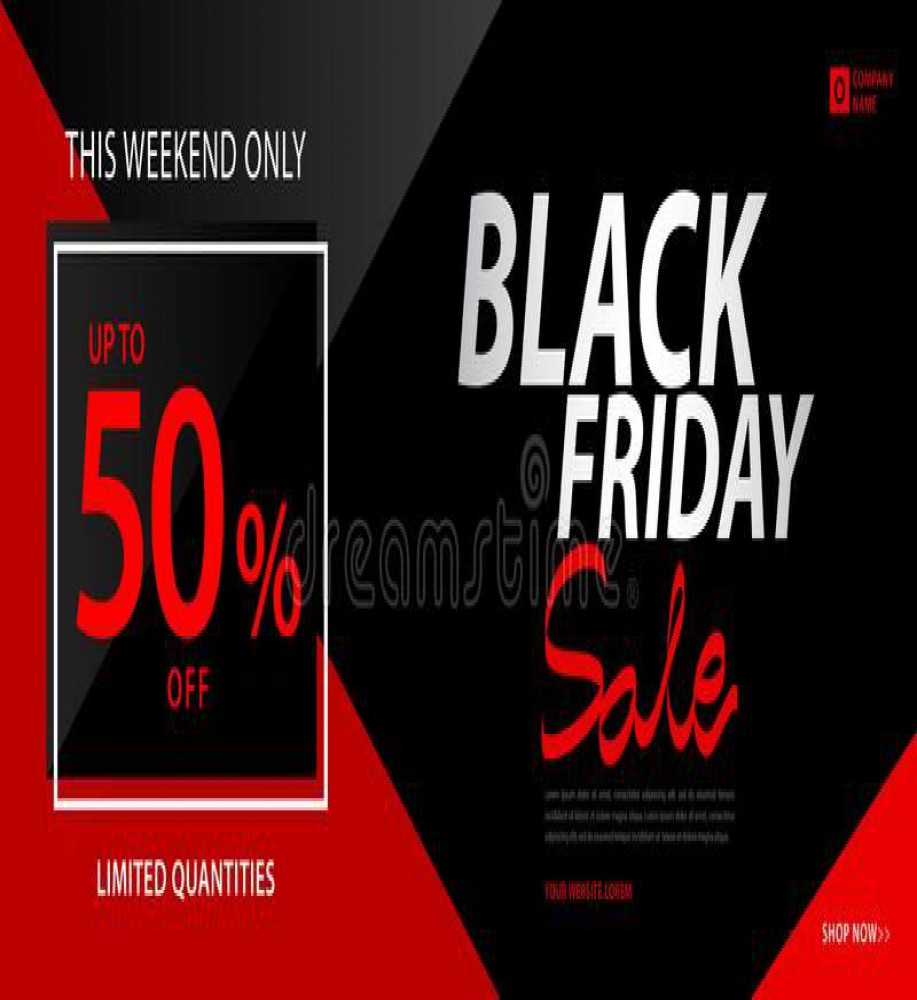 THIS WEEKEND ONLY
UP TO
50%
OFF
LIMITED QUANTITIES
COMPANY
NAME
BLACK
FRIDAY
Sale
YOUR WEBSITE.LOREM
SHOP NOW>>
dreamstime®